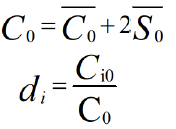 C₀ = C̅₀̅ + 2S̅₀̅
dᵢ = Cᵢ₀ / C₀